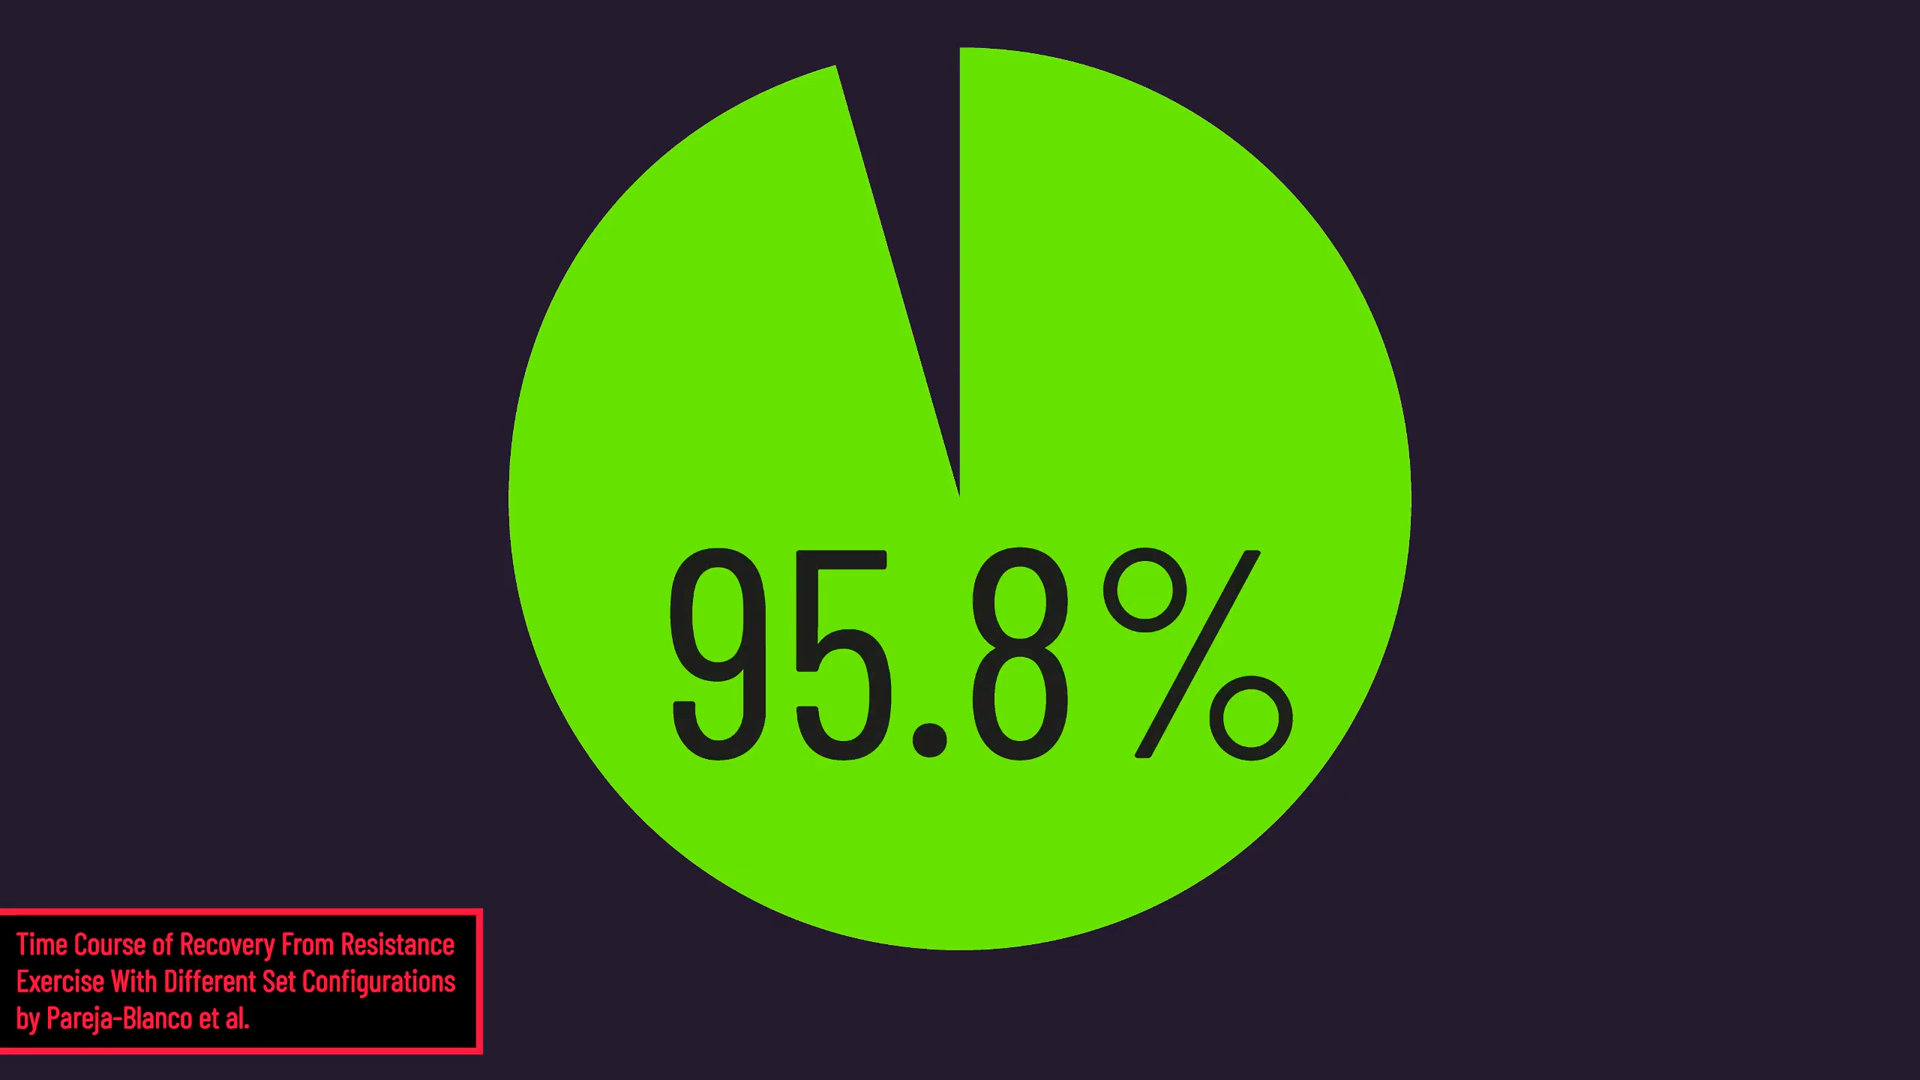 95.8%
Time Course of Recovery From Resistance
Exercise With Different Set Configurations
by Pareja-Blanco et al.